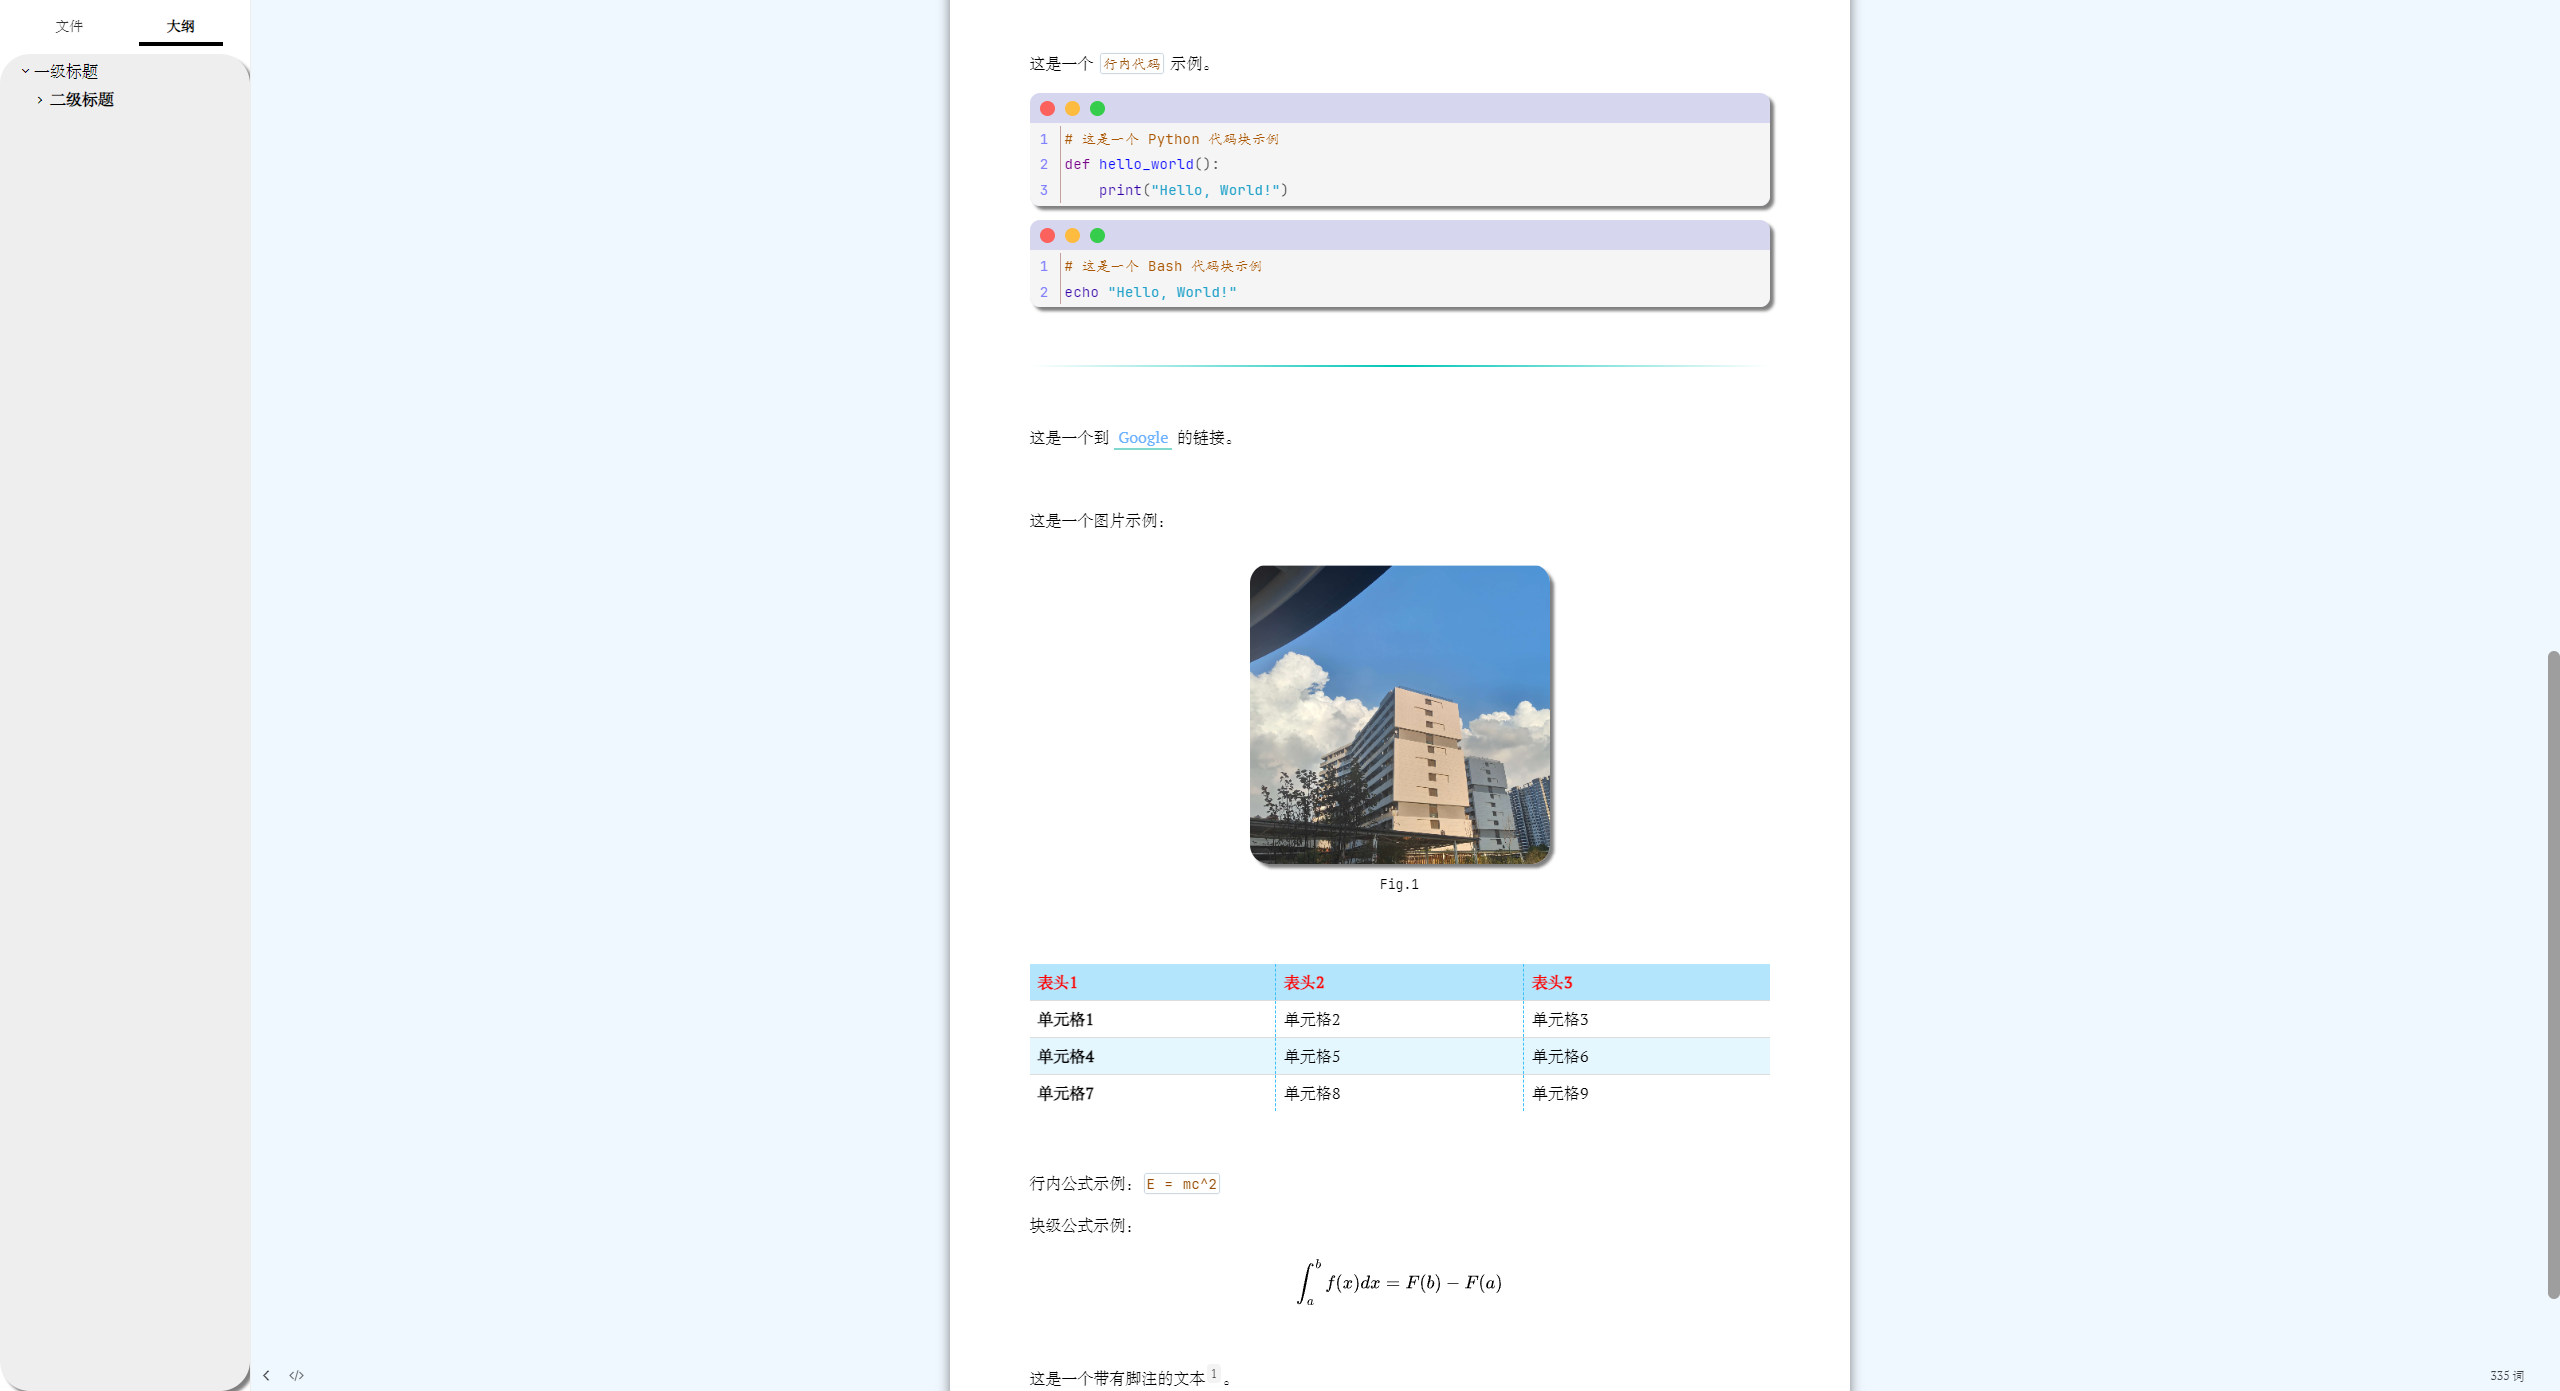 文件 大纲
一级标题
二级标题
这是一个 行内代码 示例。
1 # 这是一个 Python 代码块示例
2 def hello_world():
3 print("Hello, World!")
1 # 这是一个 Bash 代码块示例
2 echo "Hello, World!"
这是一个到 Google 的链接。
这是一个图片示例：
Fig.1
表头1 表头2 表头3
单元格1 单元格2 单元格3
单元格4 单元格5 单元格6
单元格7 单元格8 单元格9
行内公式示例： E = mc^2
块级公式示例：
∫_a^b f(x)dx = F(b) − F(a)
这是一个带有脚注的文本1。
335 词